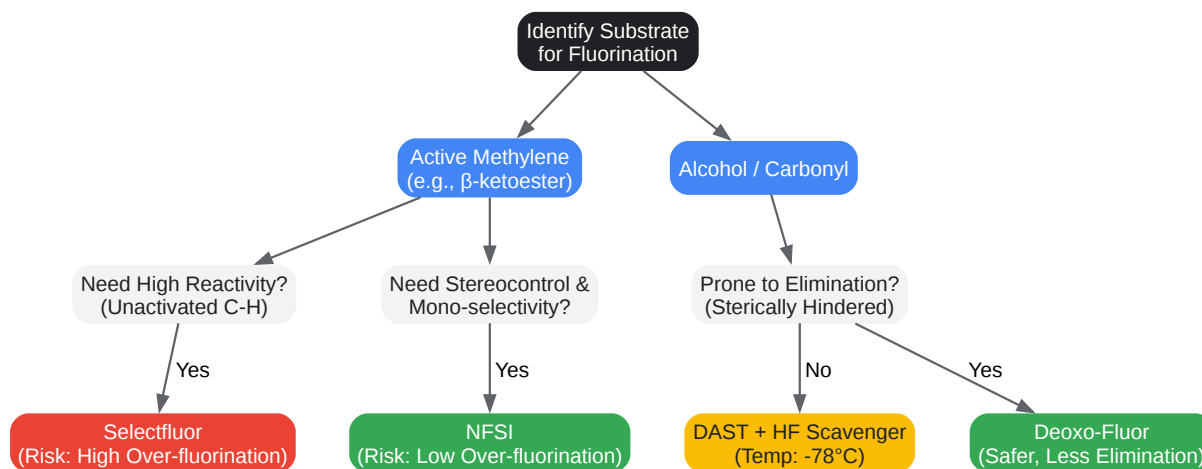 Identify Substrate
for Fluorination
Active Methylene
(e.g., β-ketoester)
Alcohol / Carbonyl
Need High Reactivity?
(Unactivated C-H)
Need Stereocontrol &
Mono-selectivity?
Prone to Elimination?
(Sterically Hindered)
Yes
Yes
No
Yes
Selectfluor
(Risk: High Over-fluorination)
NFSI
(Risk: Low Over-fluorination)
DAST + HF Scavenger
(Temp: -78°C)
Deoxo-Fluor
(Safer, Less Elimination